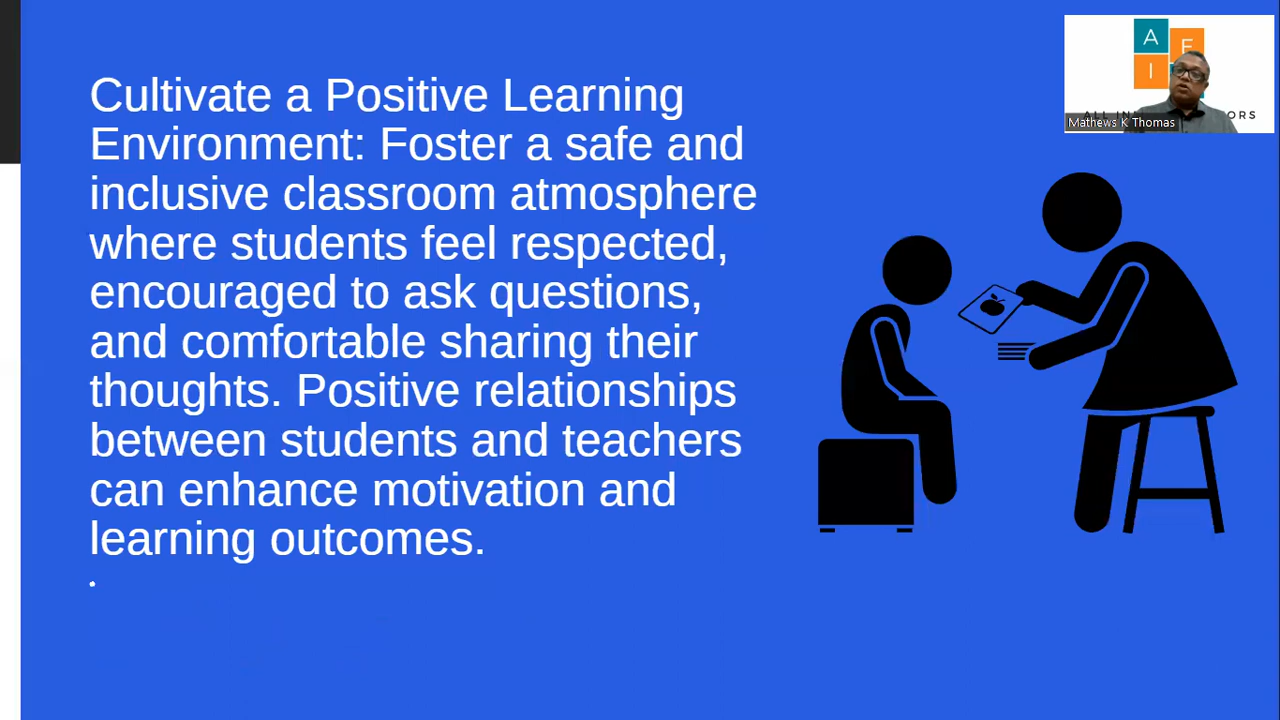 Cultivate a Positive Learning
Environment: Foster a safe and
inclusive classroom atmosphere
where students feel respected,
encouraged to ask questions,
and comfortable sharing their
thoughts. Positive relationships
between students and teachers
can enhance motivation and
learning outcomes.
A
E
I
Mathews K Thomas